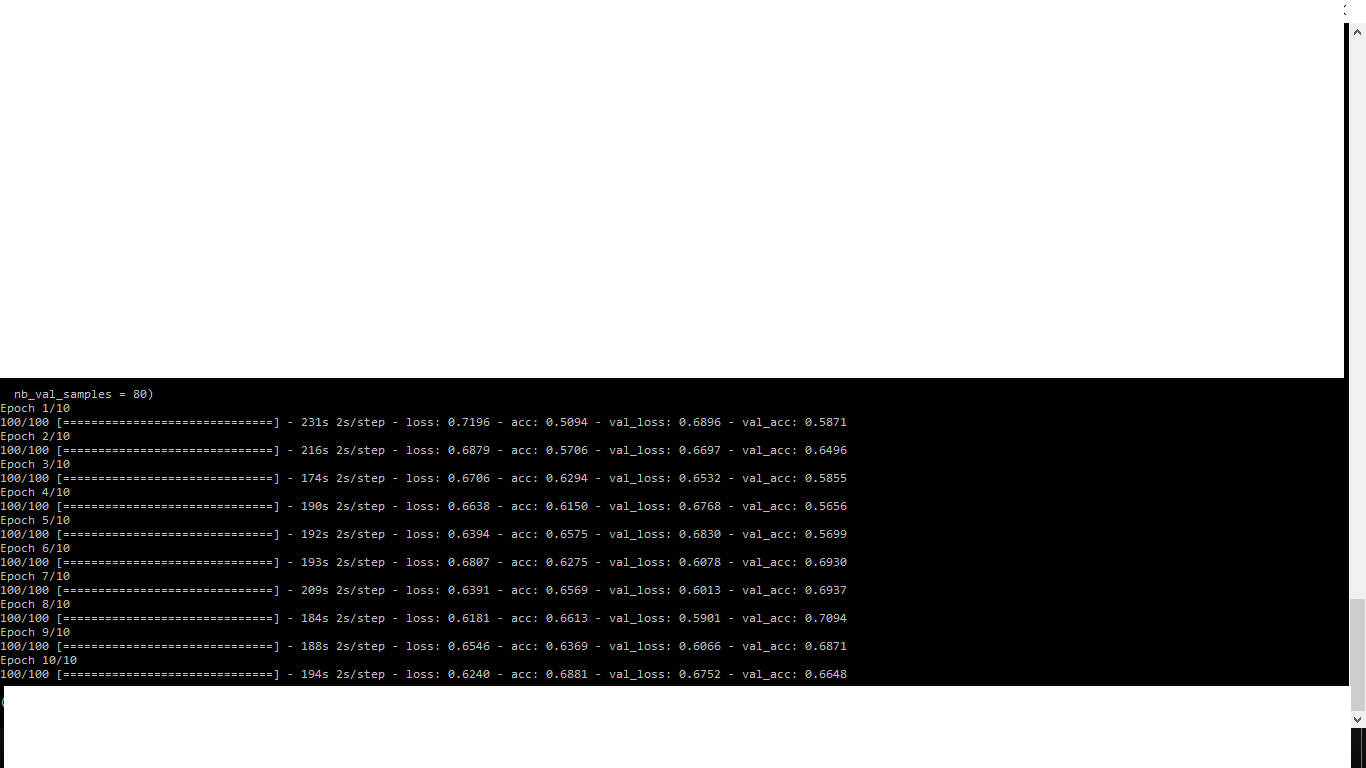 nb_val_samples = 80)
Epoch 1/10
100/100 [==============================] - 231s 2s/step - loss: 0.7196 - acc: 0.5094 - val_loss: 0.6896 - val_acc: 0.5871
Epoch 2/10
100/100 [==============================] - 216s 2s/step - loss: 0.6879 - acc: 0.5706 - val_loss: 0.6697 - val_acc: 0.6496
Epoch 3/10
100/100 [==============================] - 174s 2s/step - loss: 0.6706 - acc: 0.6294 - val_loss: 0.6532 - val_acc: 0.5855
Epoch 4/10
100/100 [==============================] - 190s 2s/step - loss: 0.6638 - acc: 0.6150 - val_loss: 0.6768 - val_acc: 0.5656
Epoch 5/10
100/100 [==============================] - 192s 2s/step - loss: 0.6394 - acc: 0.6575 - val_loss: 0.6830 - val_acc: 0.5699
Epoch 6/10
100/100 [==============================] - 193s 2s/step - loss: 0.6807 - acc: 0.6275 - val_loss: 0.6078 - val_acc: 0.6930
Epoch 7/10
100/100 [==============================] - 209s 2s/step - loss: 0.6391 - acc: 0.6569 - val_loss: 0.6013 - val_acc: 0.6937
Epoch 8/10
100/100 [==============================] - 184s 2s/step - loss: 0.6181 - acc: 0.6613 - val_loss: 0.5901 - val_acc: 0.7094
Epoch 9/10
100/100 [==============================] - 188s 2s/step - loss: 0.6546 - acc: 0.6369 - val_loss: 0.6066 - val_acc: 0.6871
Epoch 10/10
100/100 [==============================] - 194s 2s/step - loss: 0.6240 - acc: 0.6881 - val_loss: 0.6752 - val_acc: 0.6648